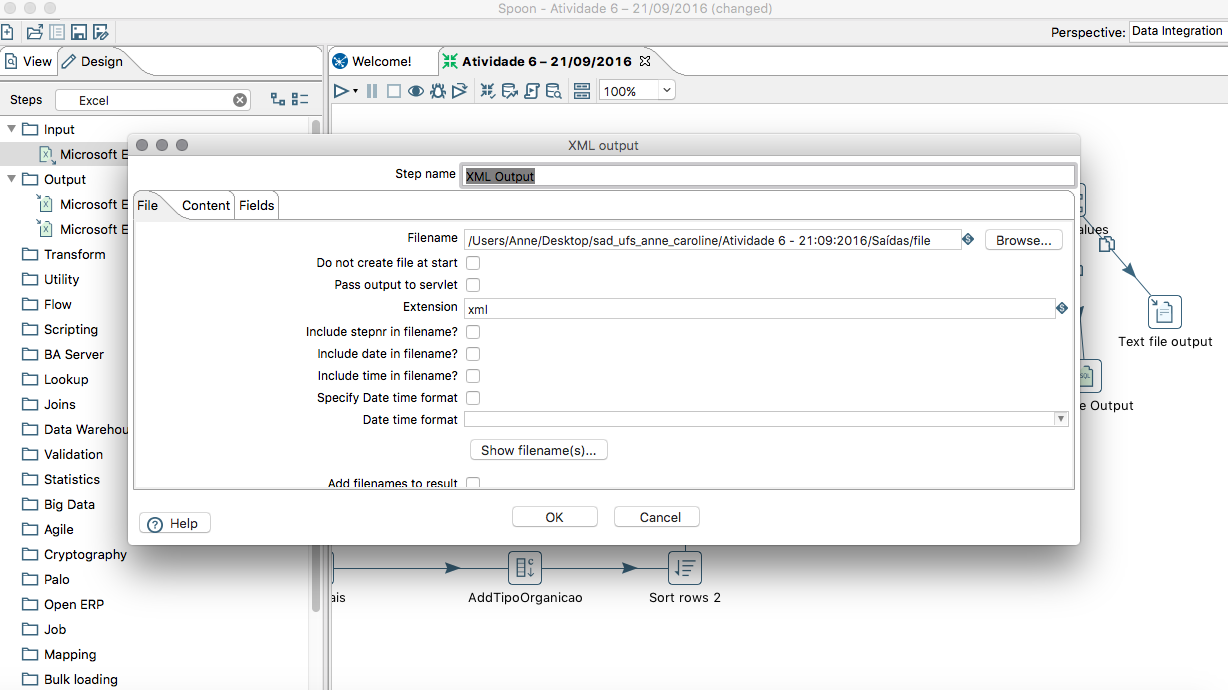 Spoon - Atividade 6 – 21/09/2016 (changed)
Perspective: Data Integration
View Design
Welcome! Atividade 6 – 21/09/2016
Steps Excel
100%
Input
Microsoft E
Output
Microsoft E
Microsoft E
Transform
Utility
Flow
Scripting
BA Server
Lookup
Joins
Data Warehou
Validation
Statistics
Big Data
Agile
Cryptography
Palo
Open ERP
Job
Mapping
Bulk loading
XML output
Step name XML Output
File Content Fields
Filename /Users/Anne/Desktop/sad_ufs_anne_caroline/Atividade 6 - 21:09:2016/Saídas/file Browse...
Do not create file at start
Pass output to servlet
Extension xml
Include stepnr in filename?
Include date in filename?
Include time in filename?
Specify Date time format
Date time format
Show filename(s)...
Add filenames to result
Help OK Cancel
alues
Text file output
SQL
e Output
ais
AddTipoOrganicao
Sort rows 2